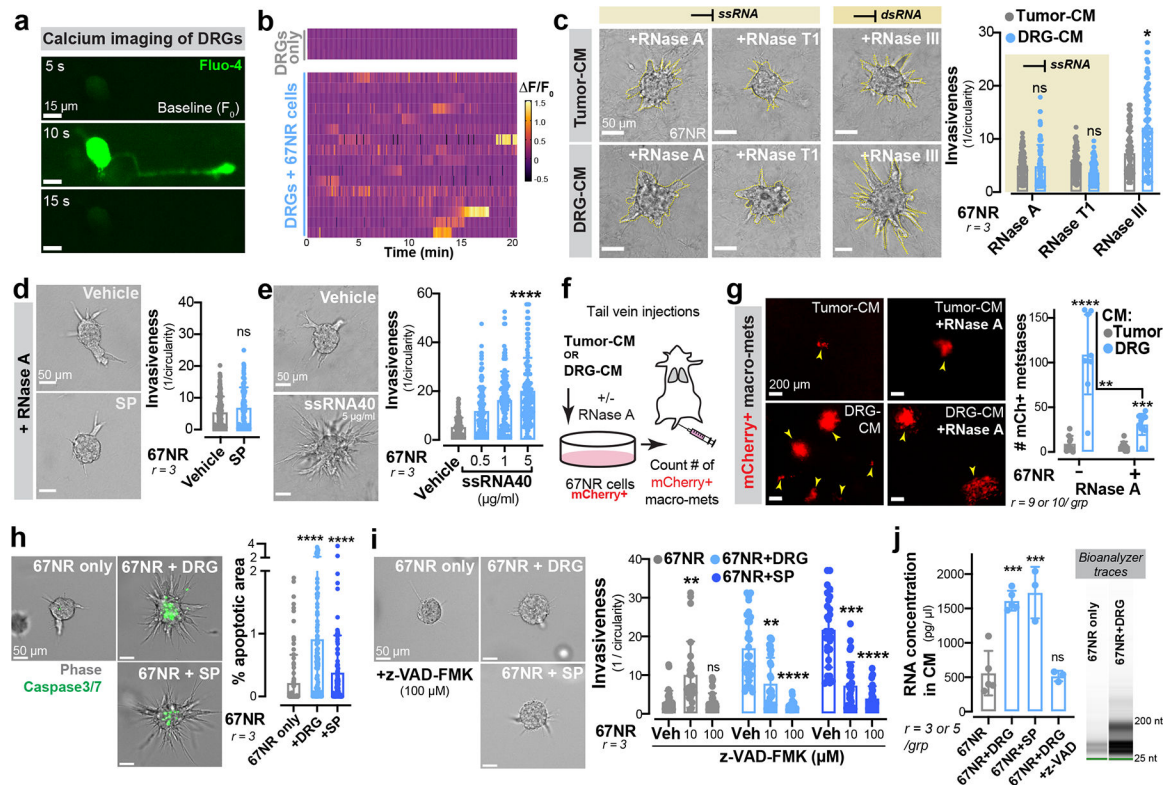 a
Calcium imaging of DRGs
Fluo-4
5 s
15 µm
Baseline (F0)
10 s
15 s
b
DRGs only
DRGs + 67NR cells
ΔF/F0
1.5
1
0.5
0
-0.5
0
5
10
15
20
Time (min)
c
ssRNA
dsRNA
Tumor-CM
DRG-CM
+RNase A
+RNase T1
+RNase III
50 µm
67NR
+RNase A
+RNase T1
+RNase III
Tumor-CM
DRG-CM
ssRNA
ns
ns
*
Invasiveness
(1/circularity)
30
20
10
0
67NR
r = 3
RNase A
RNase T1
RNase III
d
+ RNase A
Vehicle
50 µm
SP
Invasiveness
(1/circularity)
40
30
20
10
0
ns
67NR
r = 3
Vehicle
SP
e
Vehicle
50 µm
ssRNA40
5 µg/ml
Invasiveness
(1/circularity)
60
40
20
0
****
67NR
r = 3
Vehicle
0.5
1
5
ssRNA40
(µg/ml)
f
Tail vein injections
Tumor-CM
OR
DRG-CM
+/-
RNase A
67NR cells
mCherry+
Count # of
mCherry+
macro-mets
g
mCherry+ macro-mets
Tumor-CM
200 µm
Tumor-CM
+RNase A
DRG-
CM
DRG-CM
+RNase A
# mCh+ metastases
150
100
50
0
****
**
***
CM:
Tumor
DRG
67NR
-
+
RNase A
r = 9 or 10/ grp
h
67NR only
67NR + DRG
50 µm
Phase
Caspase3/7
67NR + SP
% apoptotic area
4
2
2
1
0
****
****
67NR
r = 3
67NR only
+DRG
+SP
i
67NR only
67NR + DRG
50 µm
+z-VAD-FMK
(100 µM)
67NR + SP
67NR
67NR+DRG
67NR+SP
Invasiveness
(1 / circularity)
40
30
20
10
0
**
ns
**
****
***
****
67NR
r = 3
Veh
10
100
Veh
10
100
Veh
10
100
z-VAD-FMK (µM)
j
RNA concentration
in CM
(pg/ µl)
2000
1500
1000
500
0
***
***
ns
r = 3 or 5
/grp
67NR
67NR+DRG
67NR+SP
67NR+DRG
+z-VAD
Bioanalyzer
traces
67NR only
67NR+DRG
200 nt
25 nt